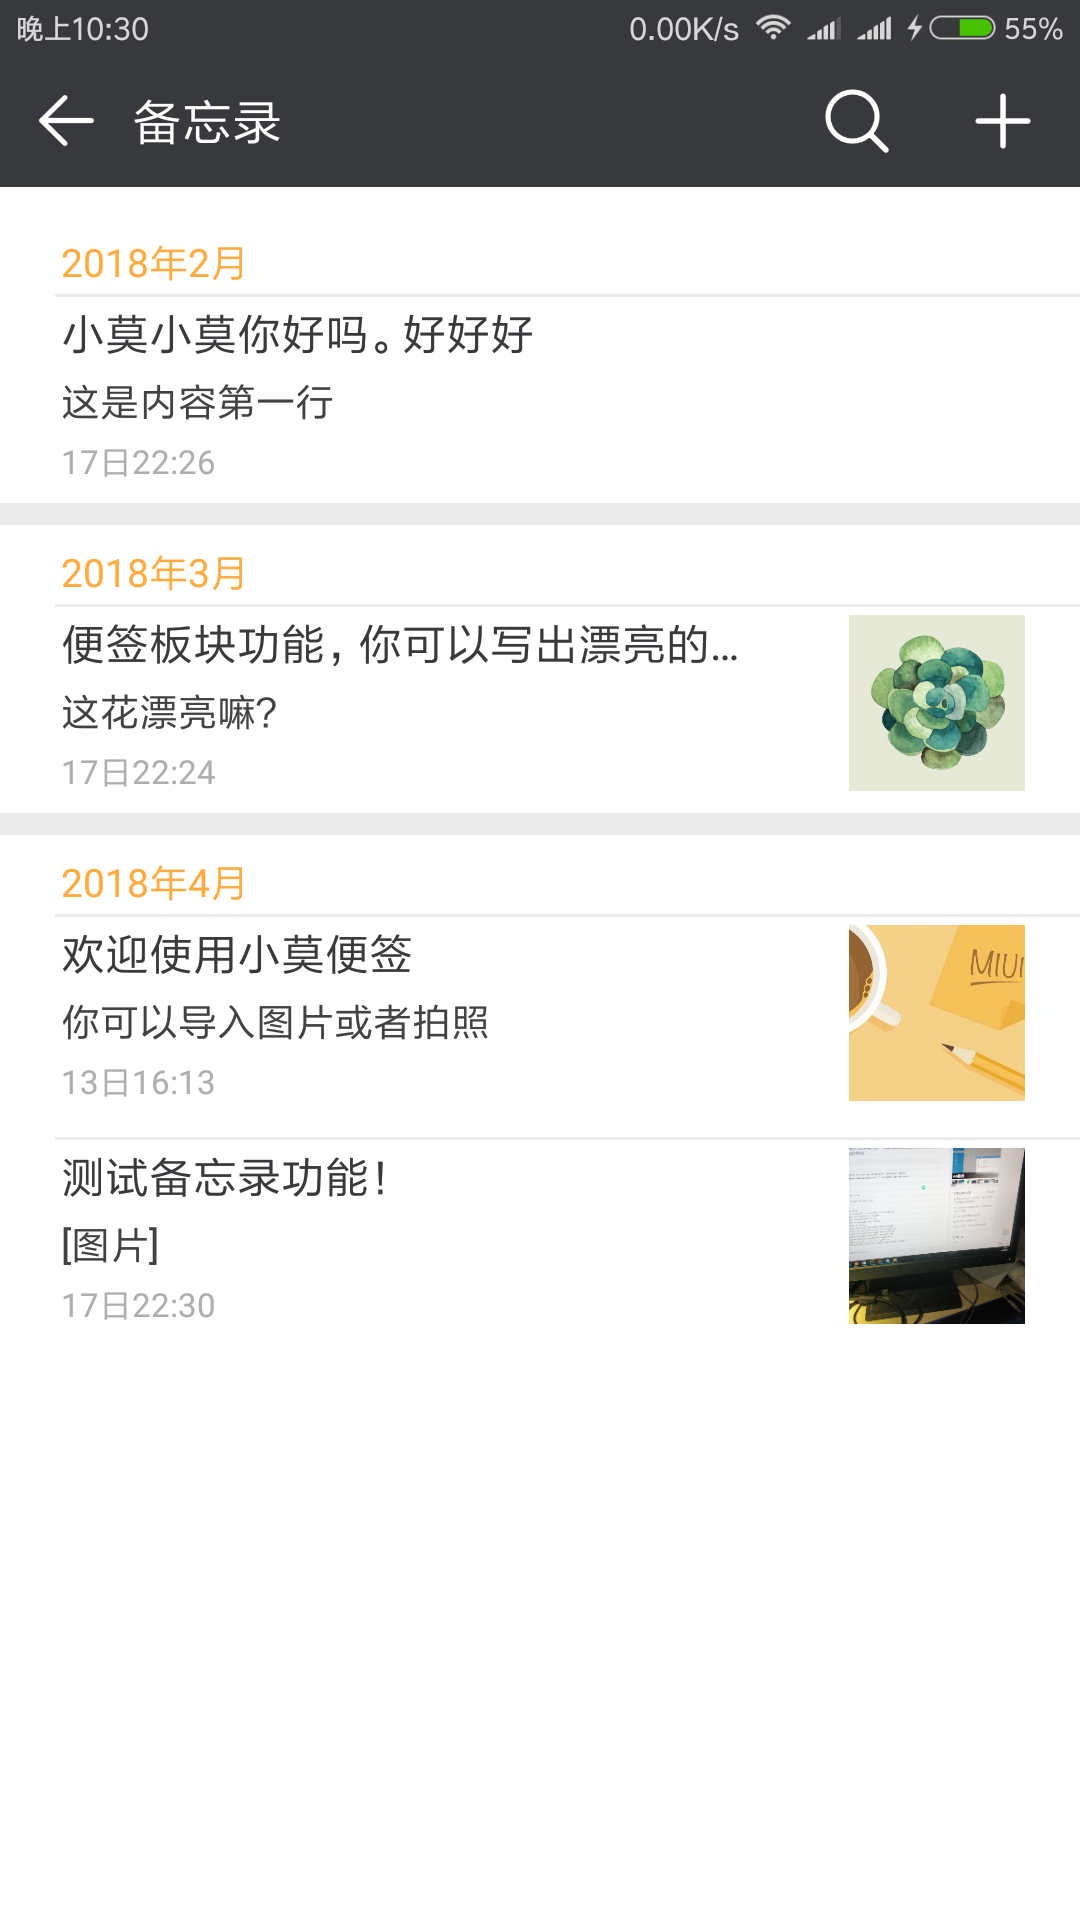 晚上10:30 0.00K/s 55%
备忘录
2018年2月
小莫小莫你好吗。好好好
这是内容第一行
17日22:26
2018年3月
便签板块功能，你可以写出漂亮的...
这花漂亮嘛?
17日22:24
2018年4月
欢迎使用小莫便签
MIUI
你可以导入图片或者拍照
13日16:13
测试备忘录功能！
[图片]
17日22:30